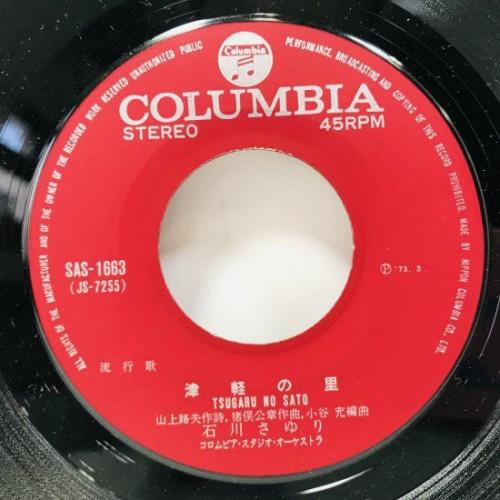 ALL RIGHTS OF THE MANUFACTURER AND OF THE OWNER OF THE RECORDED WORK RESERVED UNAUTHORIZED PUBLIC PERFORMANCE, BROADCASTING AND COPYING OF THIS RECORD PROHIBITED. MADE BY NIPPON COLUMBIA CO., LTD.
Columbia
COLUMBIA
STEREO 45RPM
SAS-1663
(JS-7255)
Ⓟ '73. 3.
流行歌
津軽の里
TSUGARU NO SATO
山上路夫作詩, 猪俣公章作曲, 小谷 充編曲
石川さゆり
コロムビア・スタジオ・オーケストラ